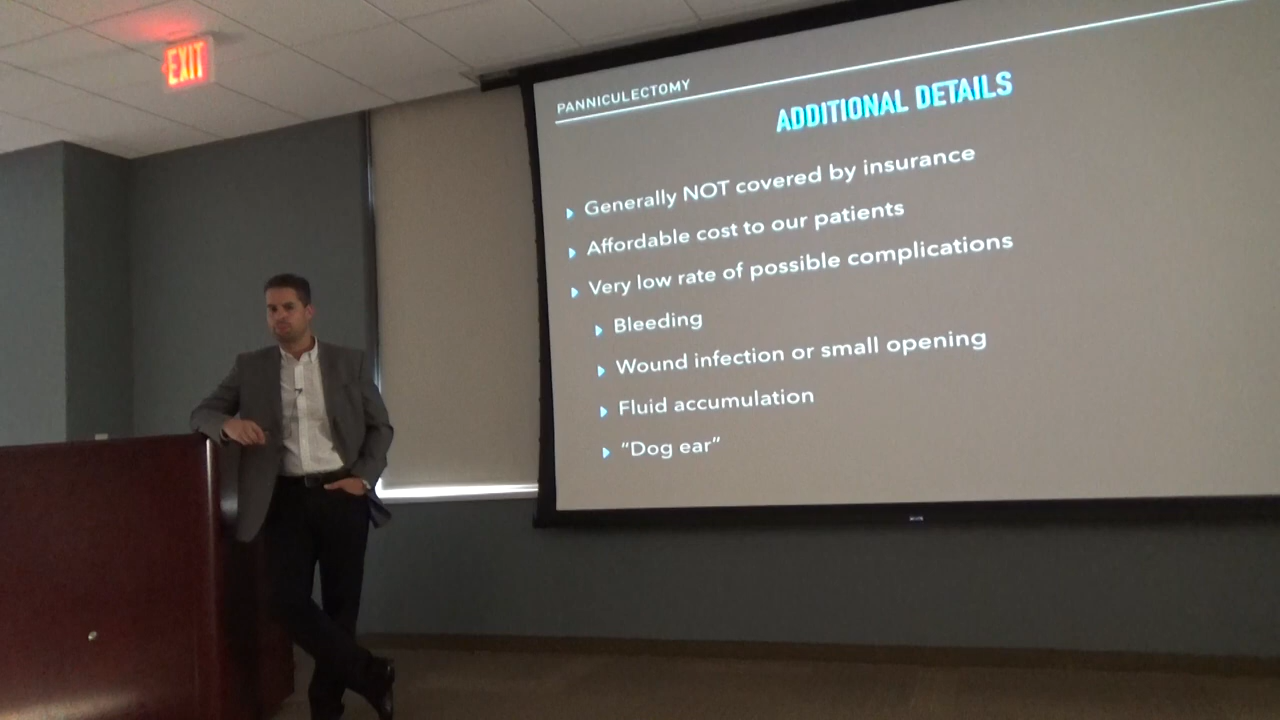 EXIT
PANNICULECTOMY
ADDITIONAL DETAILS
Generally NOT covered by insurance
Affordable cost to our patients
Very low rate of possible complications
Bleeding
Wound infection or small opening
Fluid accumulation
“Dog ear”